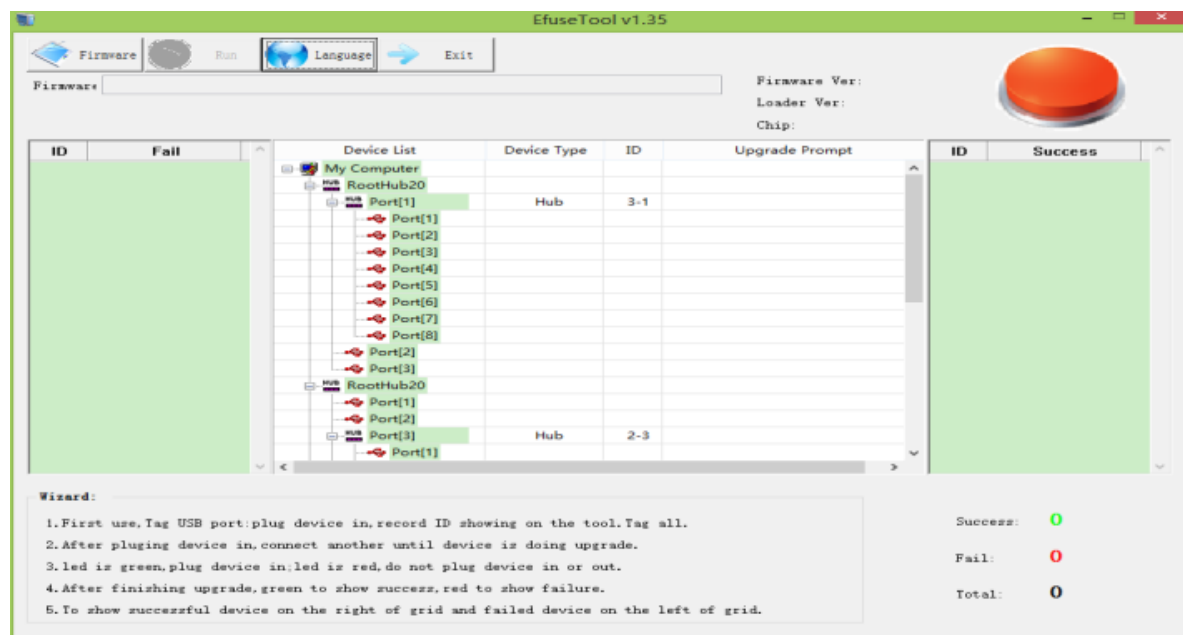 EfuseTool v1.35
Firmware Run Language Exit
Firmware
Firmware Ver:
Loader Ver:
Chip:
ID Fail
Device List Device Type ID Upgrade Prompt
ID Success
My Computer
HUB RootHub20
HUB Port[1] Hub 3-1
Port[1]
Port[2]
Port[3]
Port[4]
Port[5]
Port[6]
Port[7]
Port[8]
Port[2]
Port[3]
HUB RootHub20
Port[1]
Port[2]
HUB Port[3] Hub 2-3
Port[1]
Wizard:
1.First use,Tag USB port:plug device in,record ID showing on the tool.Tag all.
2.After pluging device in,connect another until device is doing upgrade.
3.led is green,plug device in;led is red,do not plug device in or out.
4.After finishing upgrade,green to show success,red to show failure.
5.To show successful device on the right of grid and failed device on the left of grid.
Success: 0
Fail: 0
Total: 0